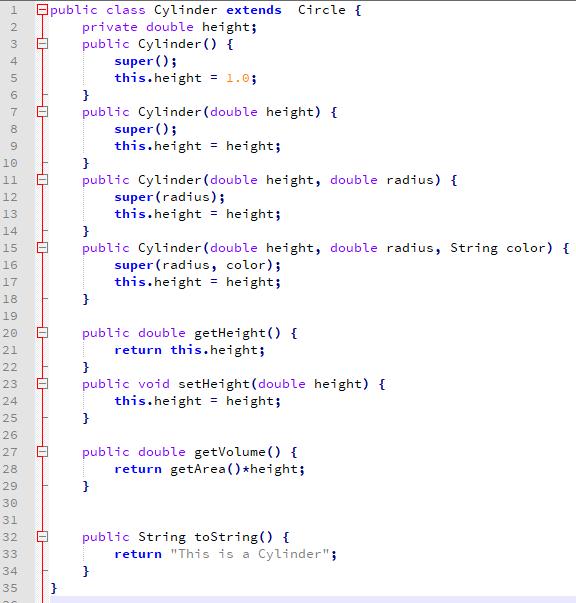 1 public class Cylinder extends  Circle {
2     private double height;
3     public Cylinder() {
4         super();
5         this.height = 1.0;
6     }
7     public Cylinder(double height) {
8         super();
9         this.height = height;
10     }
11     public Cylinder(double height, double radius) {
12         super(radius);
13         this.height = height;
14     }
15     public Cylinder(double height, double radius, String color) {
16         super(radius, color);
17         this.height = height;
18     }
19
20     public double getHeight() {
21         return this.height;
22     }
23     public void setHeight(double height) {
24         this.height = height;
25     }
26
27     public double getVolume() {
28         return getArea()*height;
29     }
30
31
32     public String toString() {
33         return "This is a Cylinder";
34     }
35 }